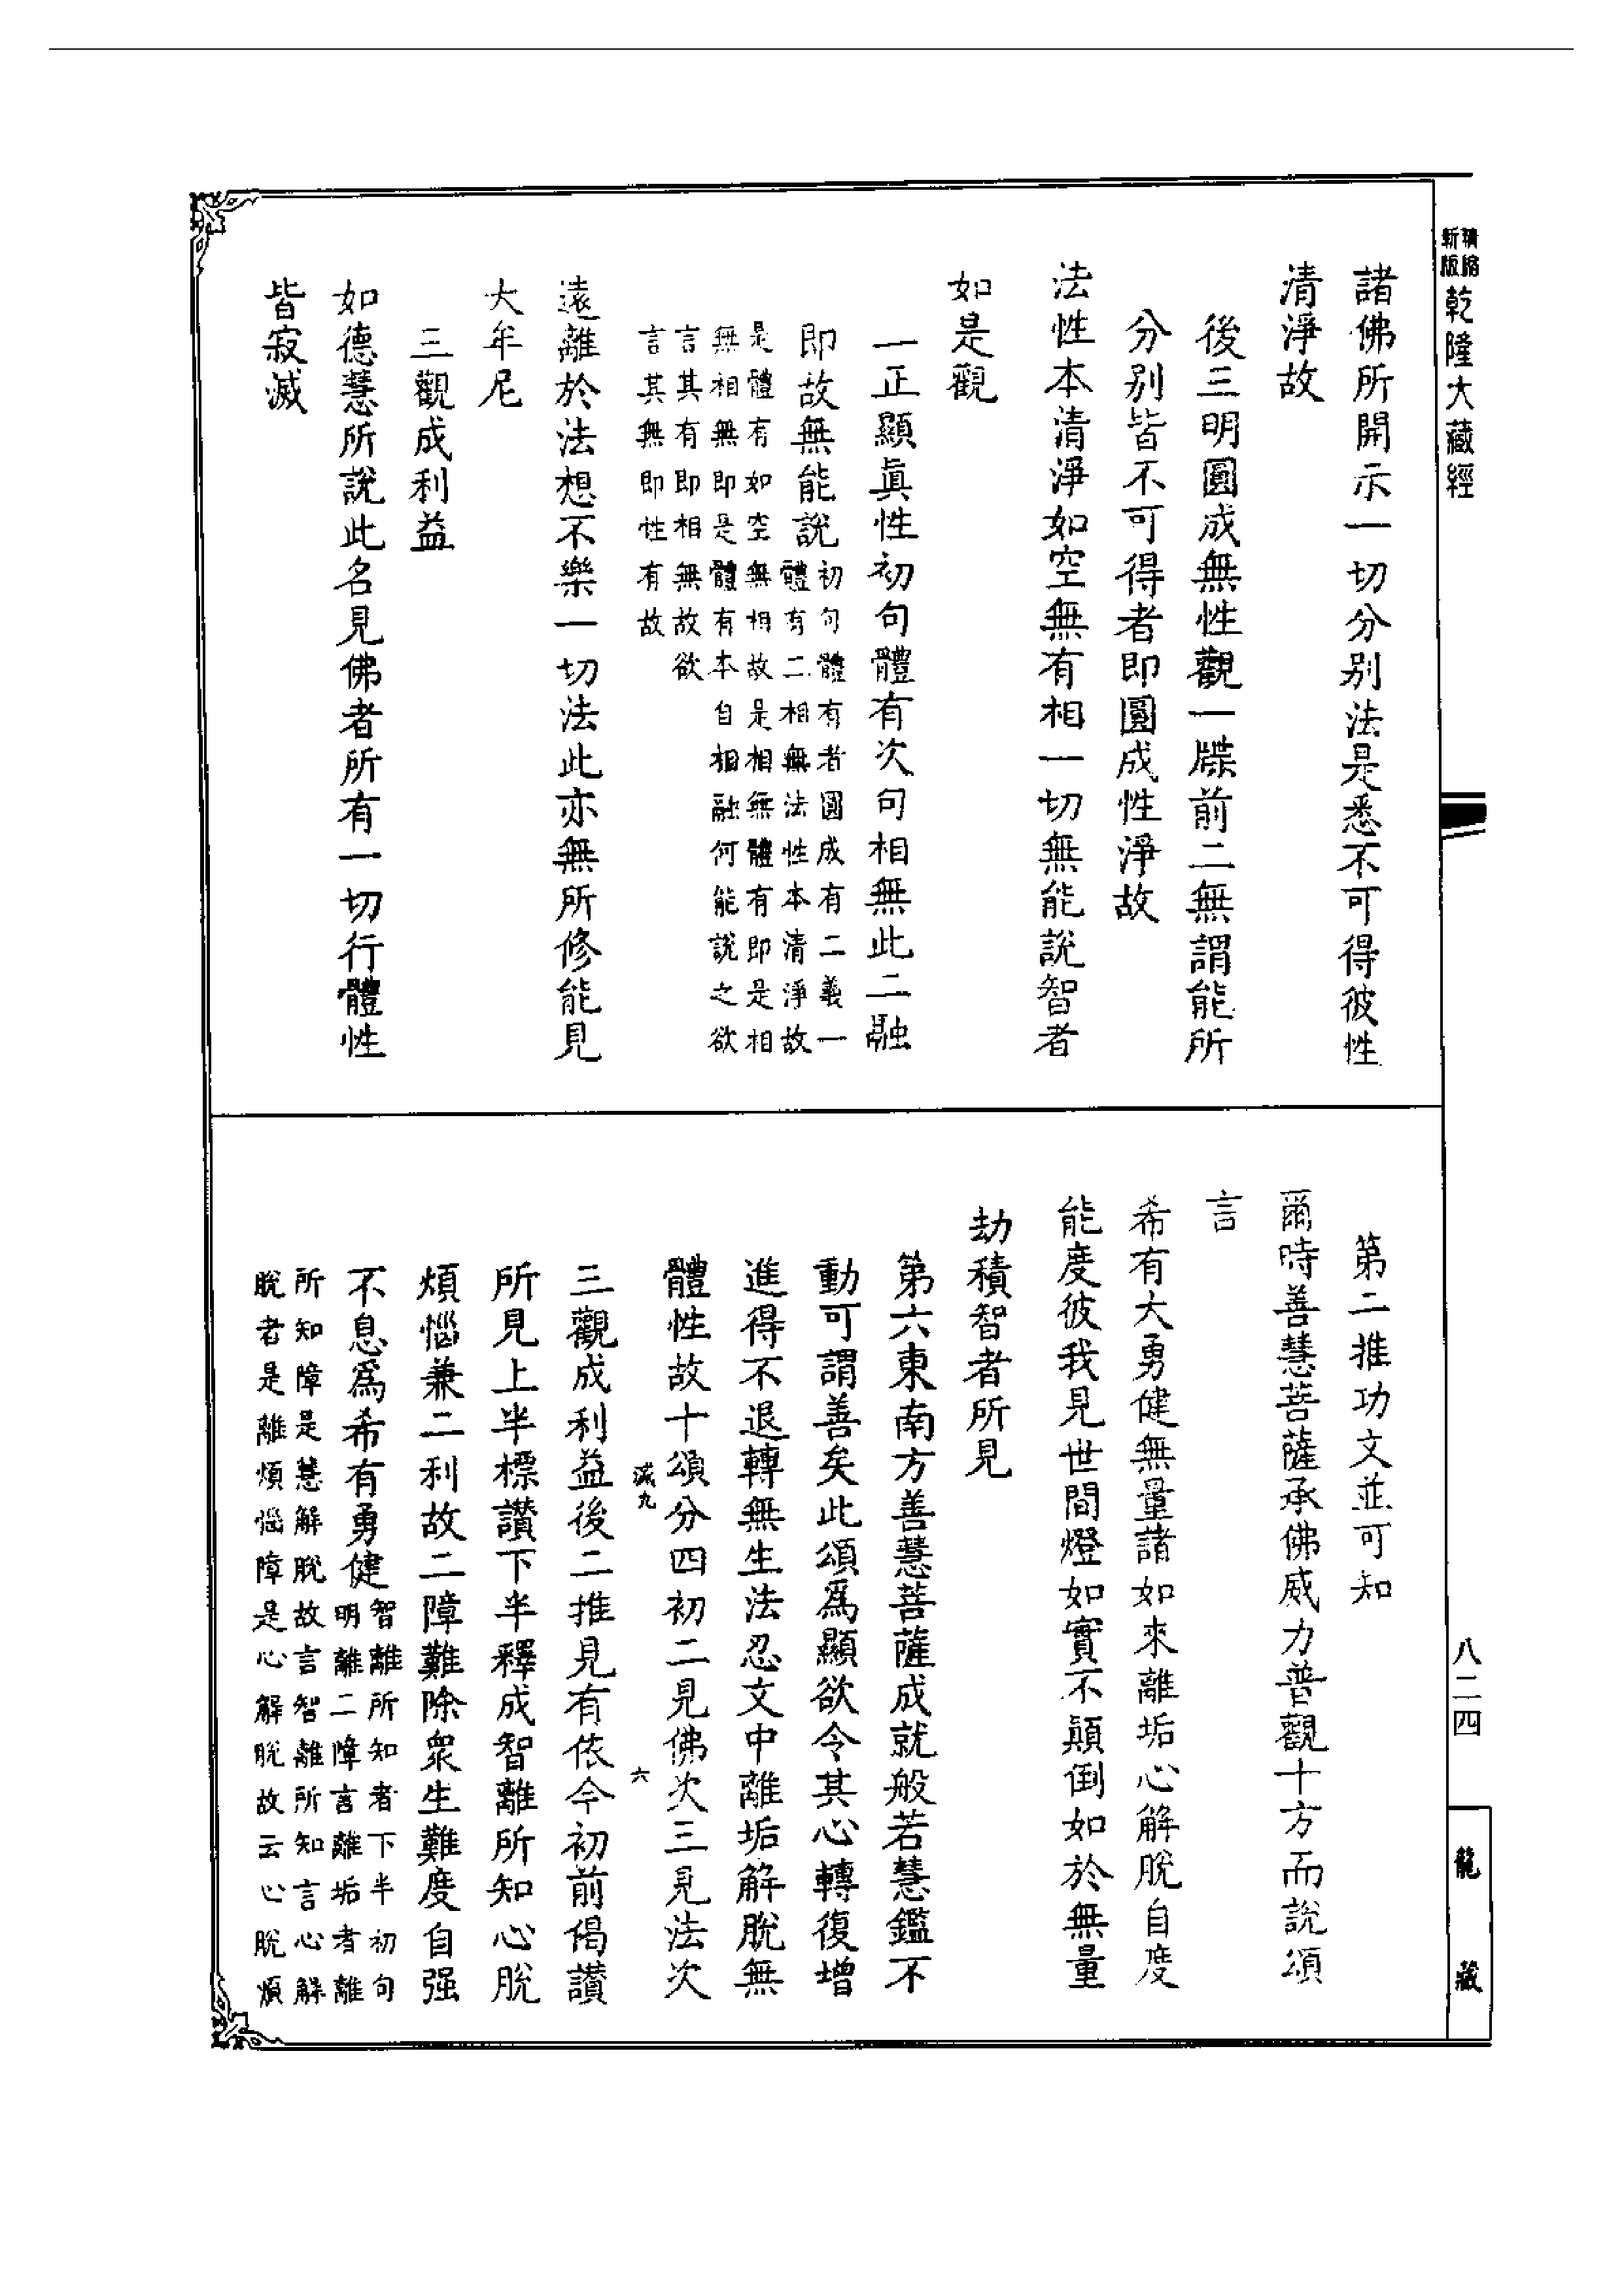 精縮
新版
乾隆大藏經
諸佛所開示一切分别法是悉不可得彼性
清淨故
後三明圓成無性觀一牒前二無謂能所
分别皆不可得者即圓成性淨故
法性本清淨如空無有相一切無能說智者
如是觀
一正顯眞性初句體有次句相無此二融
即故無能說
初句體有者圓成有二義一
體有二相無法性本清淨故
是體有如空無相故是相無體有即是相
無相無即是體有本自相融何能說之欲
言其有即相無故欲
言其無即性有故
遠離於法想不樂一切法此亦無所修能見
大牟尼
三觀成利益
如德慧所說此名見佛者所有一切行體性
皆寂滅
第二推功文並可知
爾時善慧菩薩承佛威力普觀十方而說頌
言
希有大勇健無量諸如來離垢心解脫自度
能度彼我見世間燈如實不顛倒如於無量
劫積智者所見
第六東南方善慧菩薩成就般若慧鑑不
動可謂善矣此頌爲顯欲令其心轉復增
進得不退轉無生法忍文中離垢解脫無
體性故十頌分四初二見佛次三見法次
滅九
六
三觀成利益後二推見有依今初前偈讃
所見上半標讃下半釋成智離所知心脫
煩惱兼二利故二障難除衆生難度自强
不息爲希有勇健
智離所知者下半初句
明離二障言離垢者離
所知障是慧解脫故言智離所知言心解
脫者是離煩惱障是心解脫故云心脫煩
八二四
龍藏